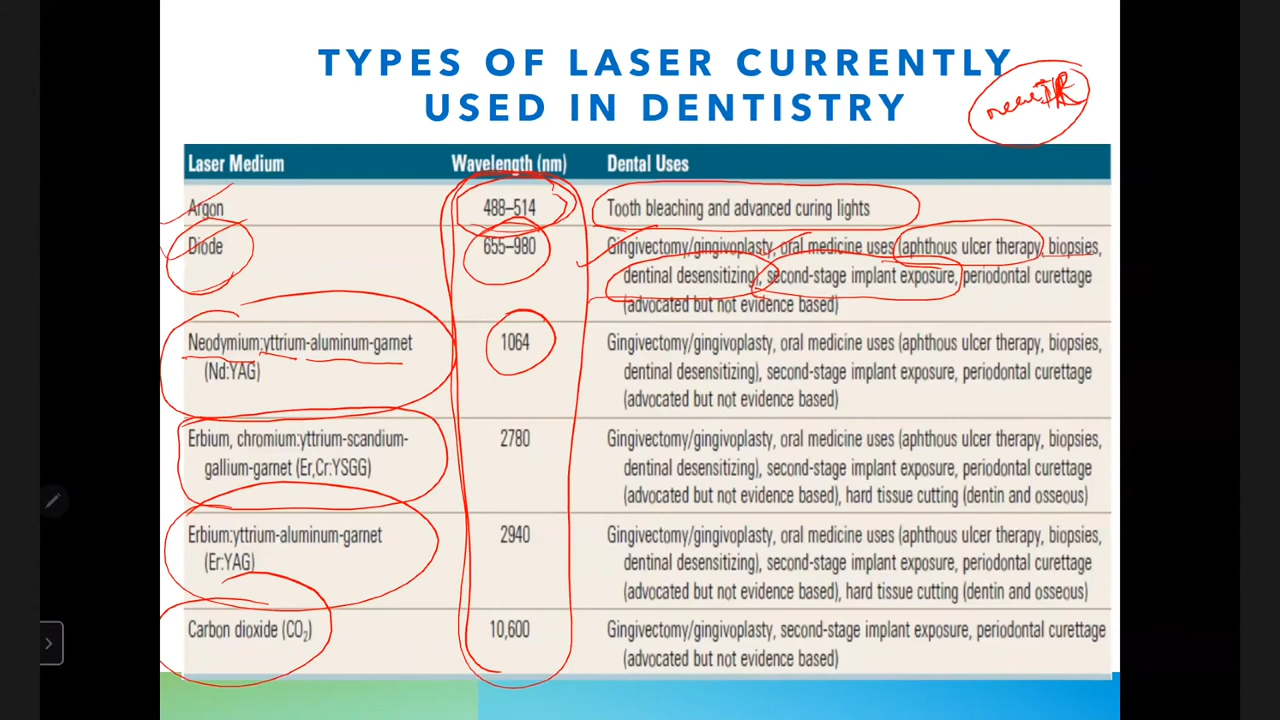 TYPES OF LASER CURRENTLY
USED IN DENTISTRY
Laser Medium Wavelength (nm) Dental Uses
Argon 488–514 Tooth bleaching and advanced curing lights
Diode 655–980 Gingivectomy/gingivoplasty, oral medicine uses (aphthous ulcer therapy, biopsies,
dentinal desensitizing), second-stage implant exposure, periodontal curettage
(advocated but not evidence based)
Neodymium:yttrium-aluminum-garnet 1064 Gingivectomy/gingivoplasty, oral medicine uses (aphthous ulcer therapy, biopsies,
(Nd:YAG) dentinal desensitizing), second-stage implant exposure, periodontal curettage
(advocated but not evidence based)
Erbium, chromium:yttrium-scandium- 2780 Gingivectomy/gingivoplasty, oral medicine uses (aphthous ulcer therapy, biopsies,
gallium-garnet (Er,Cr:YSGG) dentinal desensitizing), second-stage implant exposure, periodontal curettage
(advocated but not evidence based), hard tissue cutting (dentin and osseous)
Erbium:yttrium-aluminum-garnet 2940 Gingivectomy/gingivoplasty, oral medicine uses (aphthous ulcer therapy, biopsies,
(Er:YAG) dentinal desensitizing), second-stage implant exposure, periodontal curettage
(advocated but not evidence based), hard tissue cutting (dentin and osseous)
Carbon dioxide (CO₂) 10,600 Gingivectomy/gingivoplasty, second-stage implant exposure, periodontal curettage
(advocated but not evidence based)